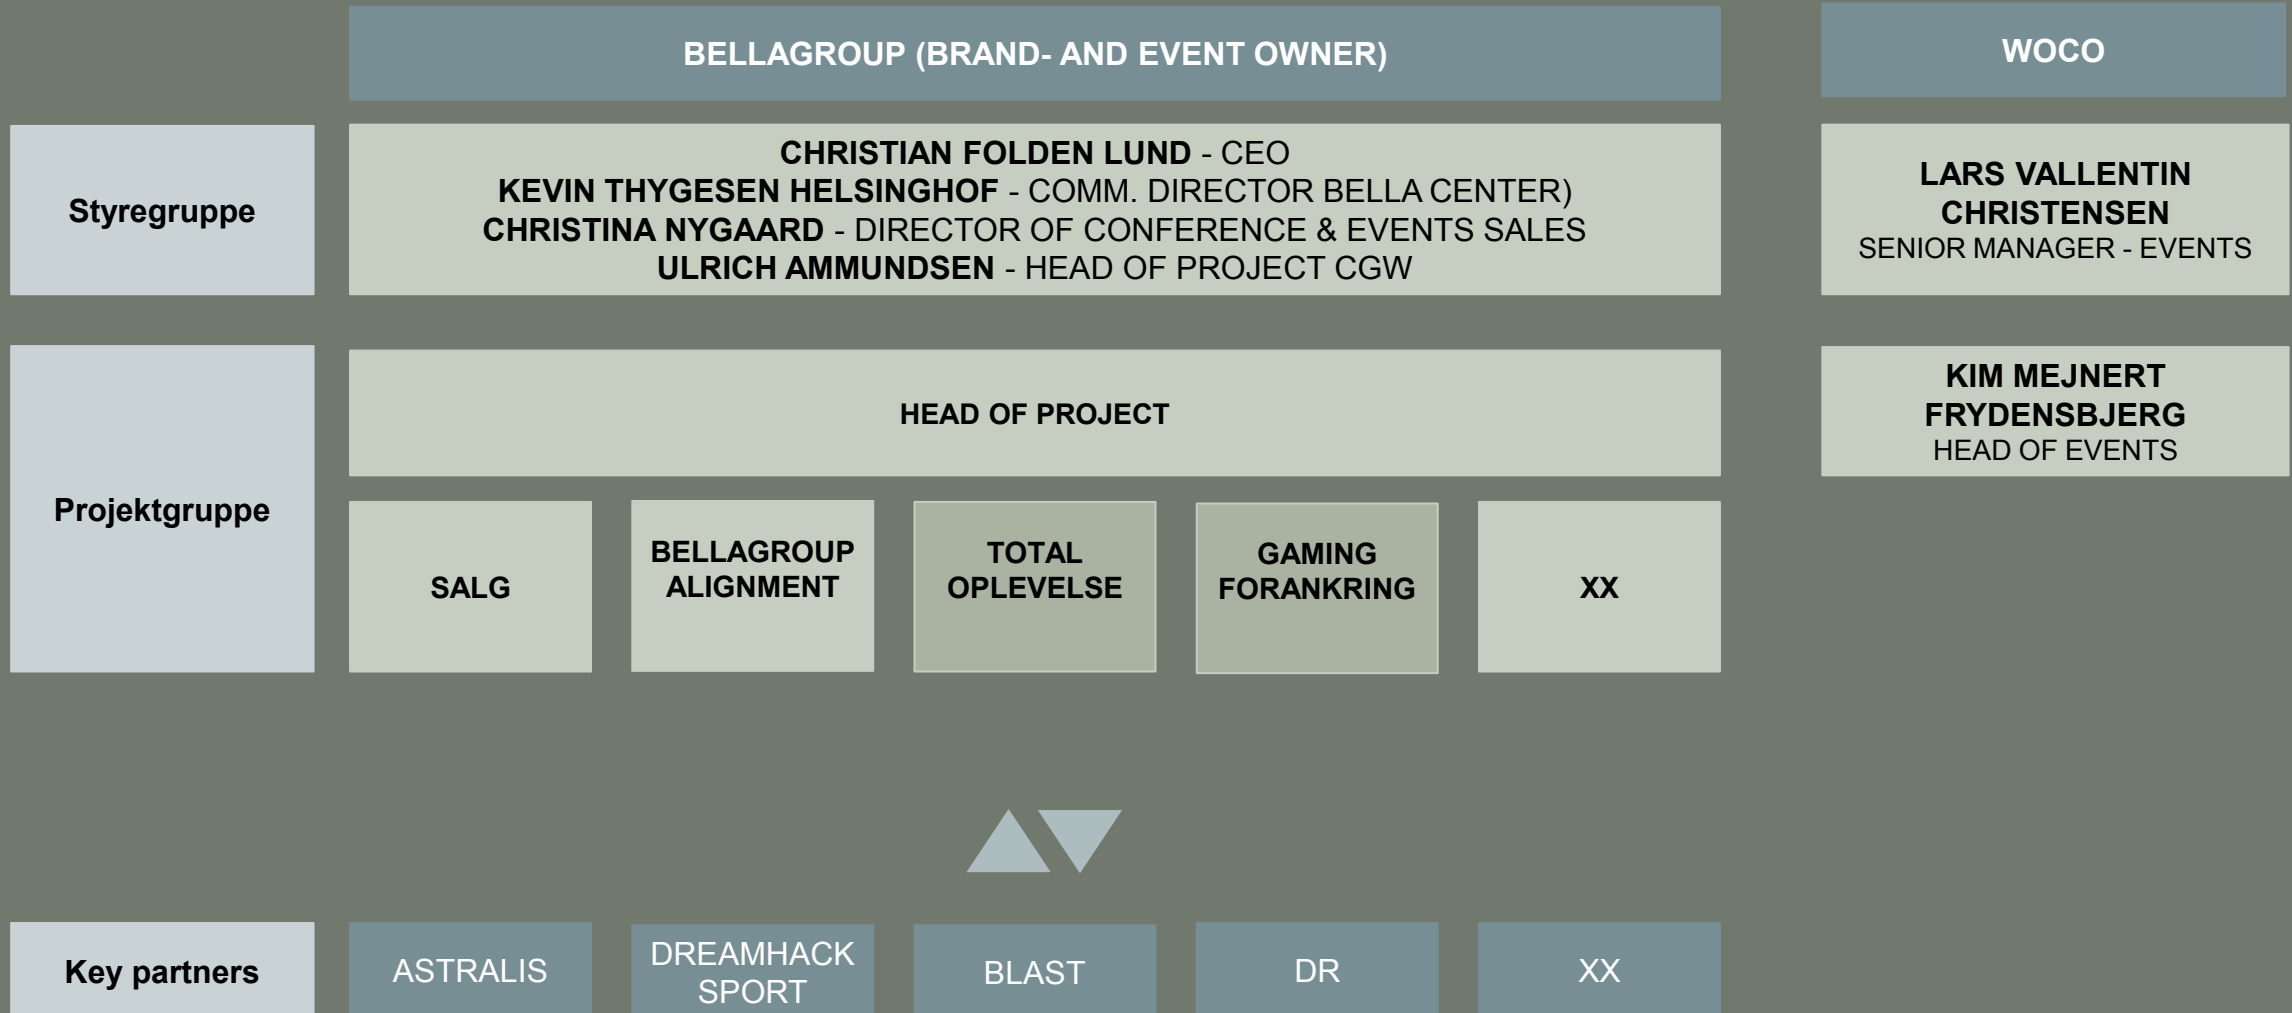 BELLAGROUP (BRAND- AND EVENT OWNER)
WOCO
Styregruppe
CHRISTIAN FOLDEN LUND - CEO
KEVIN THYGESEN HELSINGHOF - COMM. DIRECTOR BELLA CENTER)
CHRISTINA NYGAARD - DIRECTOR OF CONFERENCE & EVENTS SALES
ULRICH AMMUNDSEN - HEAD OF PROJECT CGW
LARS VALLENTIN
CHRISTENSEN
SENIOR MANAGER - EVENTS
Projektgruppe
HEAD OF PROJECT
KIM MEJNERT
FRYDENSBJERG
HEAD OF EVENTS
SALG
BELLAGROUP
ALIGNMENT
TOTAL
OPLEVELSE
GAMING
FORANKRING
XX
Key partners
ASTRALIS
DREAMHACK
SPORT
BLAST
DR
XX